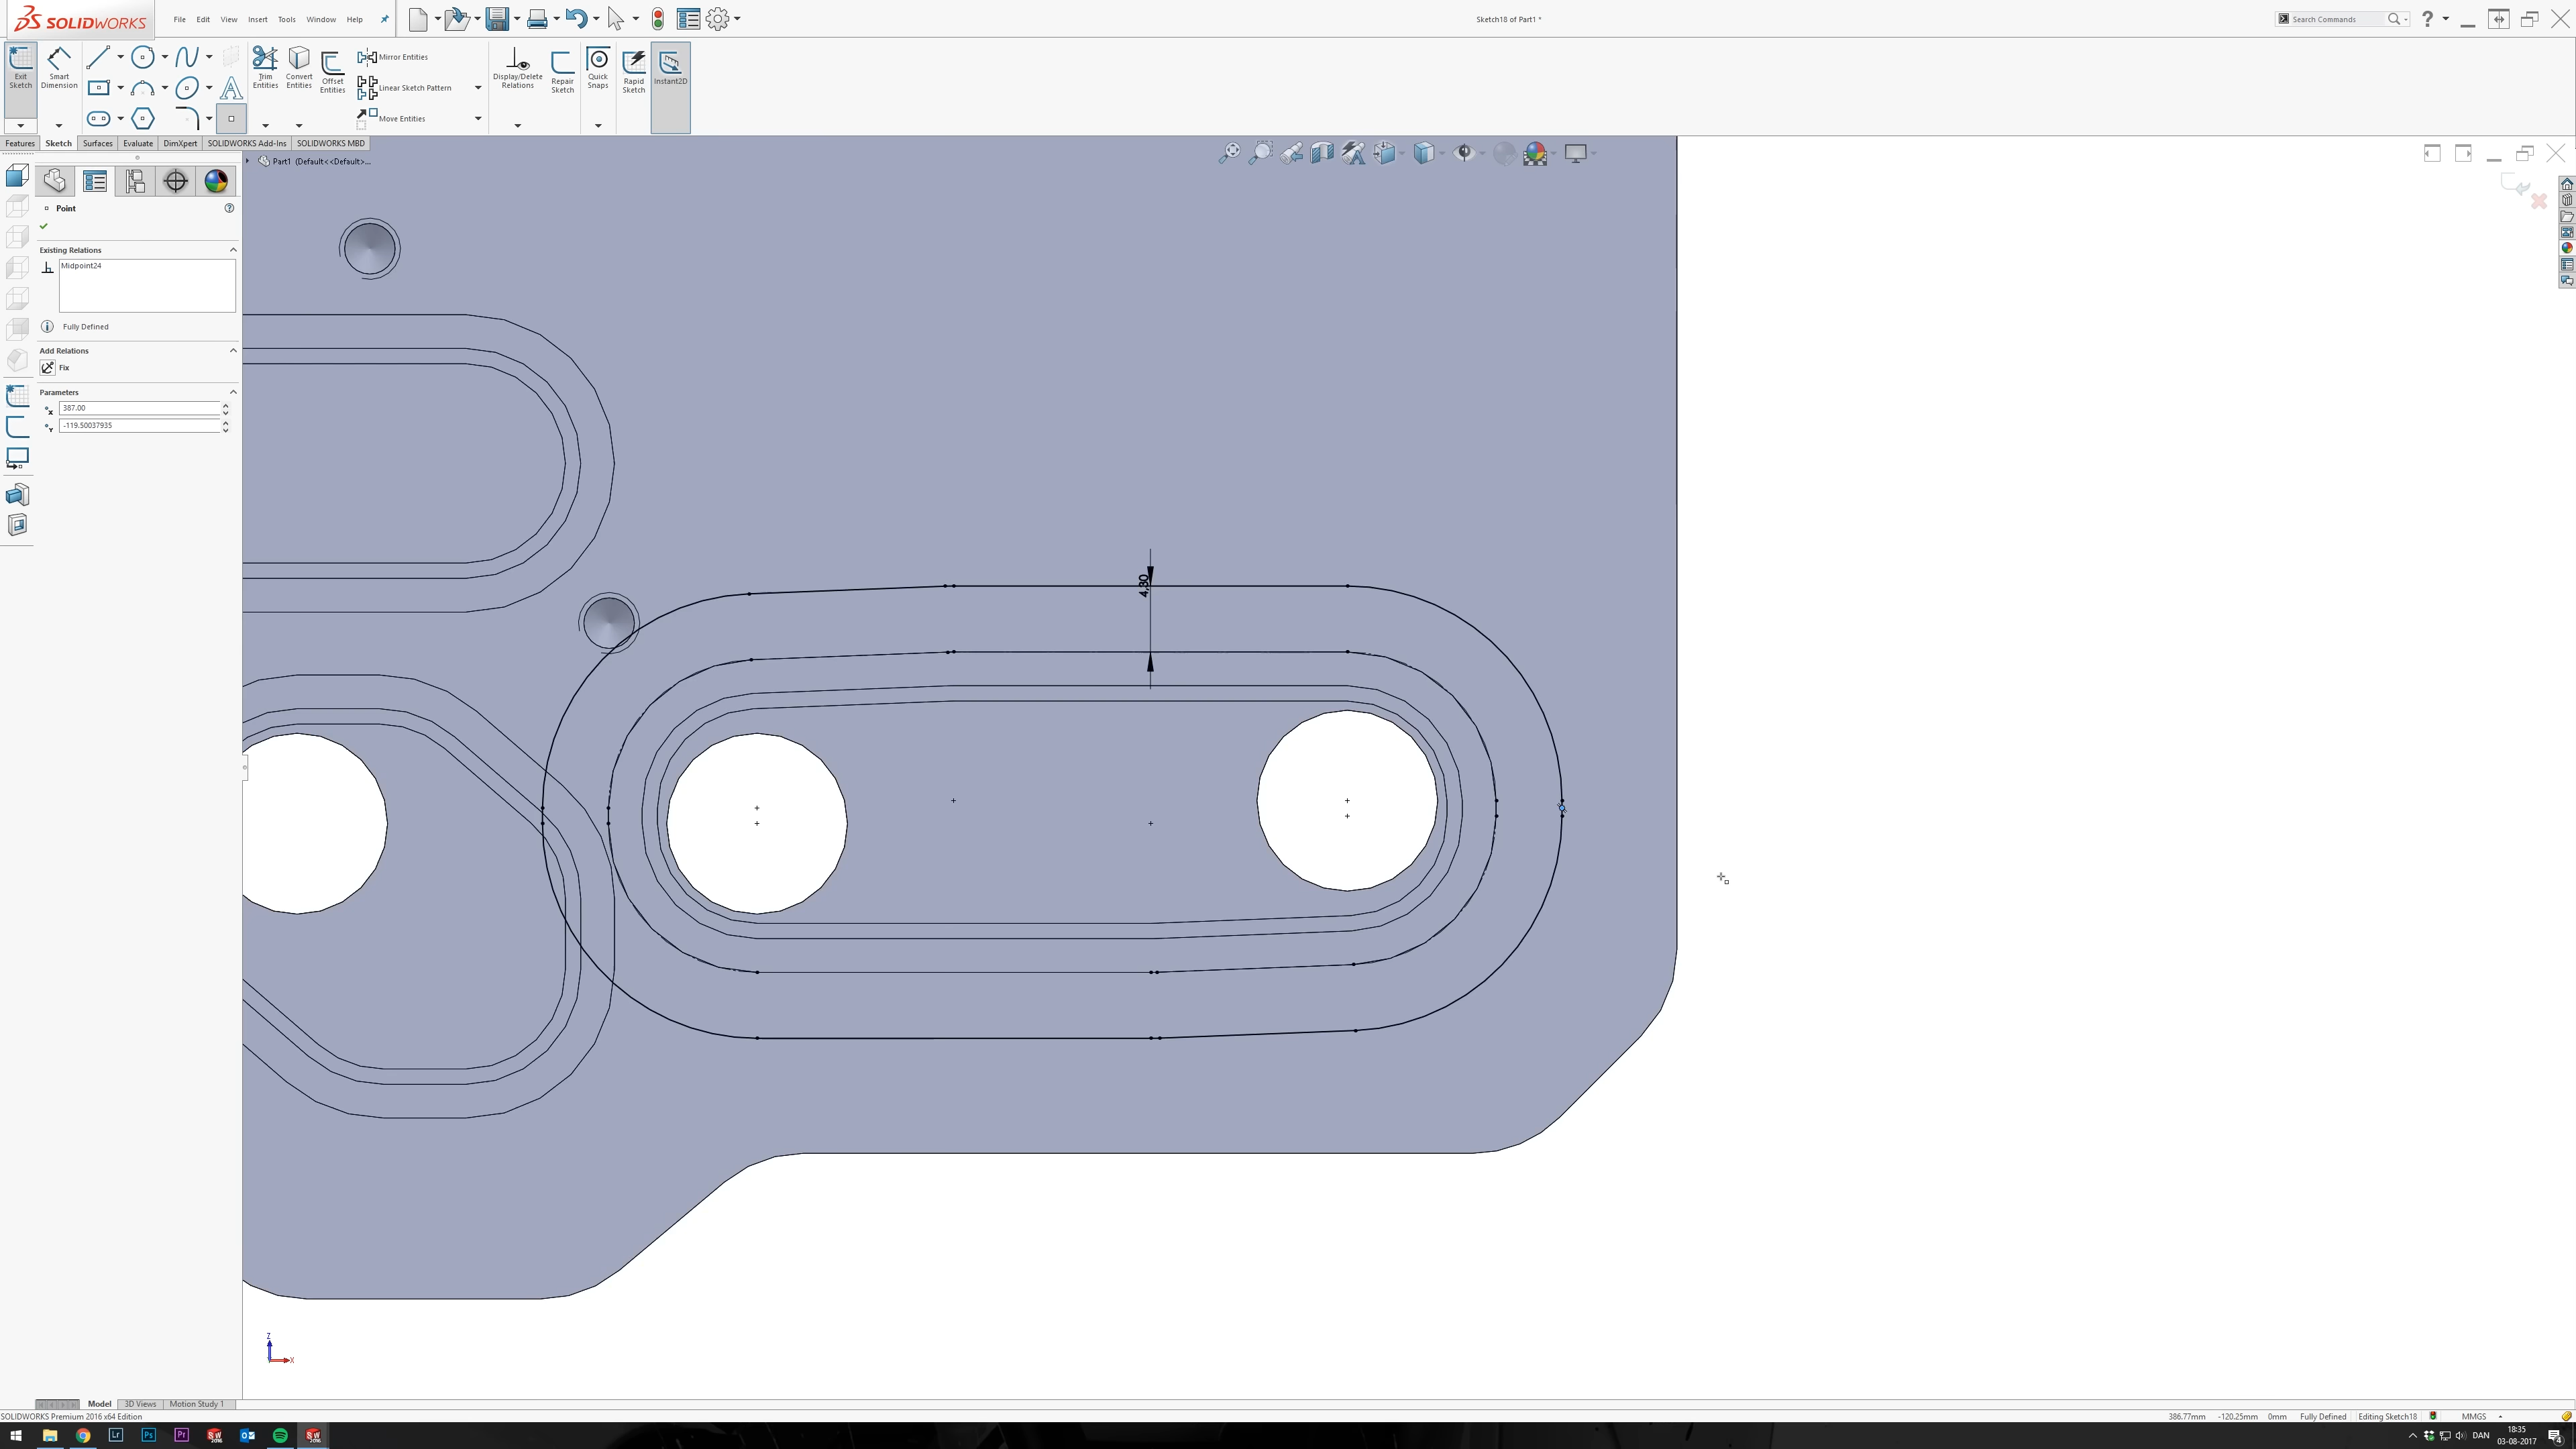 SOLIDWORKS
File Edit View Insert Tools Window Help
Sketch18 of Part1 *
Search Commands
Exit Sketch
Smart Dimension
Trim Entities
Convert Entities
Offset Entities
Mirror Entities
Linear Sketch Pattern
Move Entities
Display/Delete Relations
Repair Sketch
Quick Snaps
Rapid Sketch
Instant2D
Features Sketch Surfaces Evaluate DimXpert SOLIDWORKS Add-Ins SOLIDWORKS MBD
Part1 (Default<<Default>...
Point
Existing Relations
Midpoint24
Fully Defined
Add Relations
Fix
Parameters
387.00
-119.50037935
4,30
Z
X
Model 3D Views Motion Study 1
SOLIDWORKS Premium 2016 x64 Edition
386.77mm -120.25mm 0mm Fully Defined Editing Sketch18 MMGS
Lr Ps Pr
DAN
18:35
03-08-2017